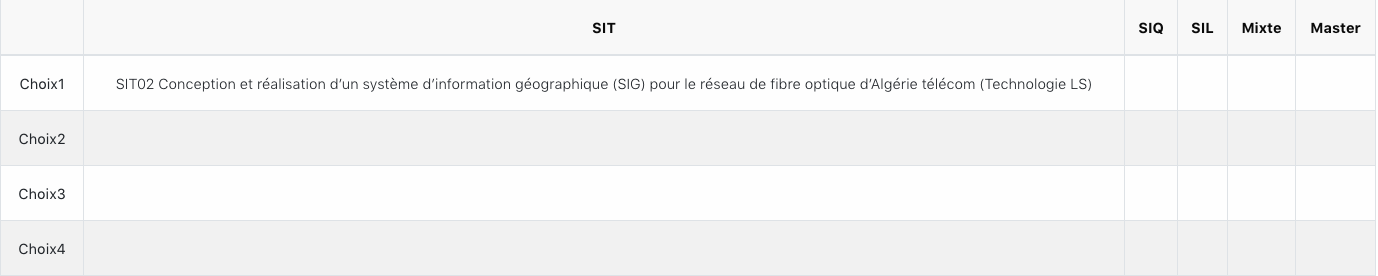 SIT SIQ SIL Mixte Master
Choix1 SIT02 Conception et réalisation d’un système d’information géographique (SIG) pour le réseau de fibre optique d’Algérie télécom (Technologie LS)
Choix2
Choix3
Choix4